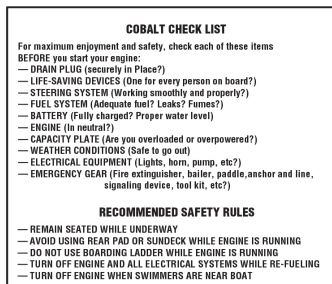 COBALT CHECK LIST
For maximum enjoyment and safety, check each of these items
BEFORE you start your engine:
— DRAIN PLUG (securely in Place?)
— LIFE-SAVING DEVICES (One for every person on board?)
— STEERING SYSTEM (Working smoothly and properly?)
— FUEL SYSTEM (Adequate fuel? Leaks? Fumes?)
— BATTERY (Fully charged? Proper water level)
— ENGINE (In neutral?)
— CAPACITY PLATE (Are you overloaded or overpowered?)
— WEATHER CONDITIONS (Safe to go out)
— ELECTRICAL EQUIPMENT (Lights, horn, pump, etc?)
— EMERGENCY GEAR (Fire extinguisher, bailer, paddle,anchor and line,
signaling device, tool kit, etc?)
RECOMMENDED SAFETY RULES
— REMAIN SEATED WHILE UNDERWAY
— AVOID USING REAR PAD OR SUNDECK WHILE ENGINE IS RUNNING
— DO NOT USE BOARDING LADDER WHILE ENGINE IS RUNNING
— TURN OFF ENGINE AND ALL ELECTRICAL SYSTEMS WHILE RE-FUELING
— TURN OFF ENGINE WHEN SWIMMERS ARE NEAR BOAT